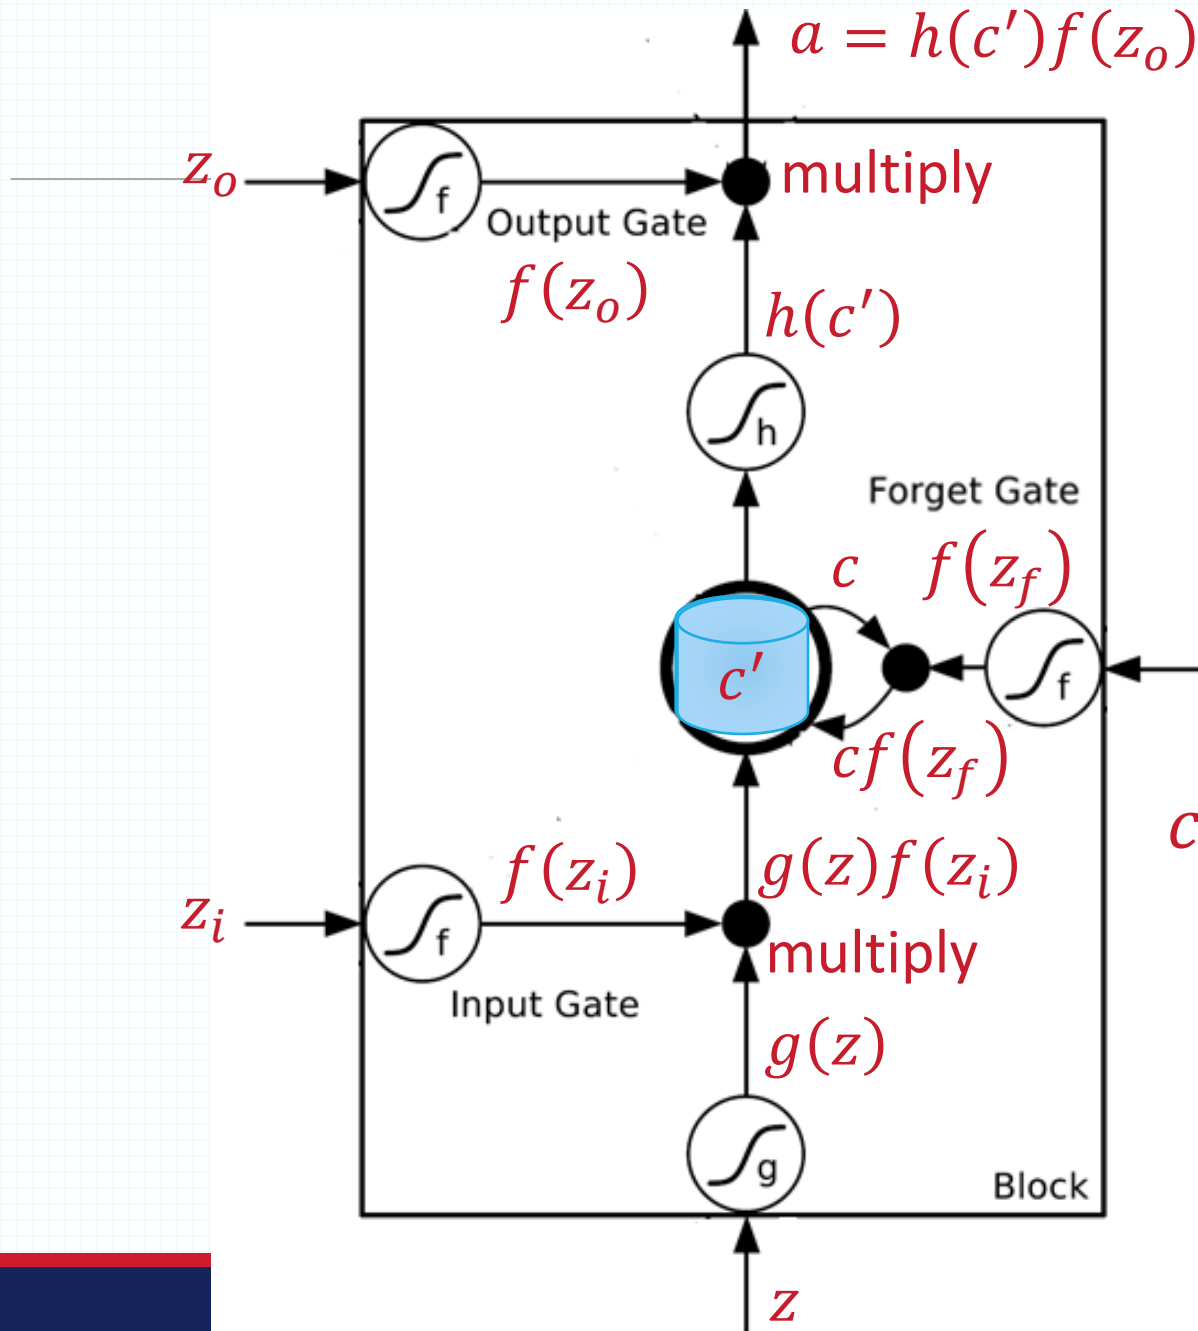 a = h(c′)f(z_o)
z_o
f
multiply
Output Gate
f(z_o)
h(c′)
h
Forget Gate
c
f(z_f)
c′
f
cf(z_f)
c
f(z_i)
g(z)f(z_i)
z_i
f
multiply
Input Gate
g(z)
g
Block
z